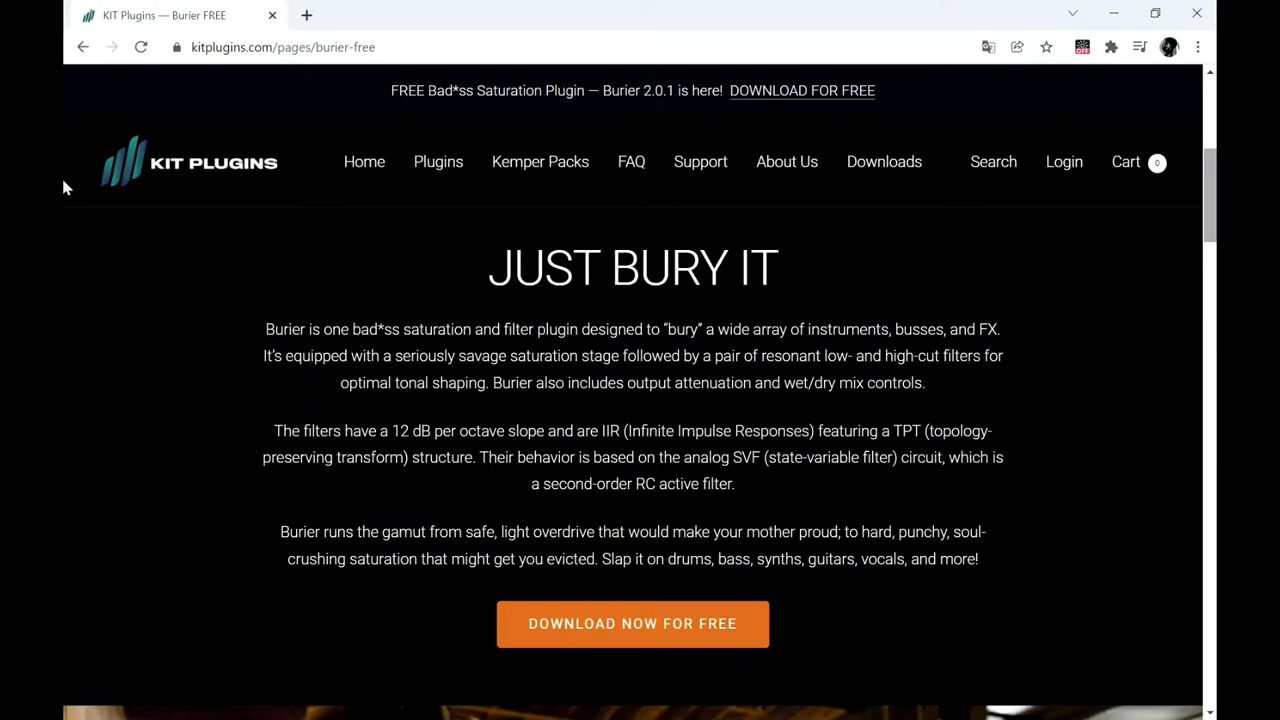 KIT Plugins — Burier FREE
kitplugins.com/pages/burier-free
OFF
FREE Bad*ss Saturation Plugin — Burier 2.0.1 is here! DOWNLOAD FOR FREE
KIT PLUGINS Home Plugins Kemper Packs FAQ Support About Us Downloads Search Login Cart 0
JUST BURY IT
Burier is one bad*ss saturation and filter plugin designed to “bury” a wide array of instruments, busses, and FX.
It’s equipped with a seriously savage saturation stage followed by a pair of resonant low- and high-cut filters for
optimal tonal shaping. Burier also includes output attenuation and wet/dry mix controls.
The filters have a 12 dB per octave slope and are IIR (Infinite Impulse Responses) featuring a TPT (topology-
preserving transform) structure. Their behavior is based on the analog SVF (state-variable filter) circuit, which is
a second-order RC active filter.
Burier runs the gamut from safe, light overdrive that would make your mother proud; to hard, punchy, soul-
crushing saturation that might get you evicted. Slap it on drums, bass, synths, guitars, vocals, and more!
DOWNLOAD NOW FOR FREE